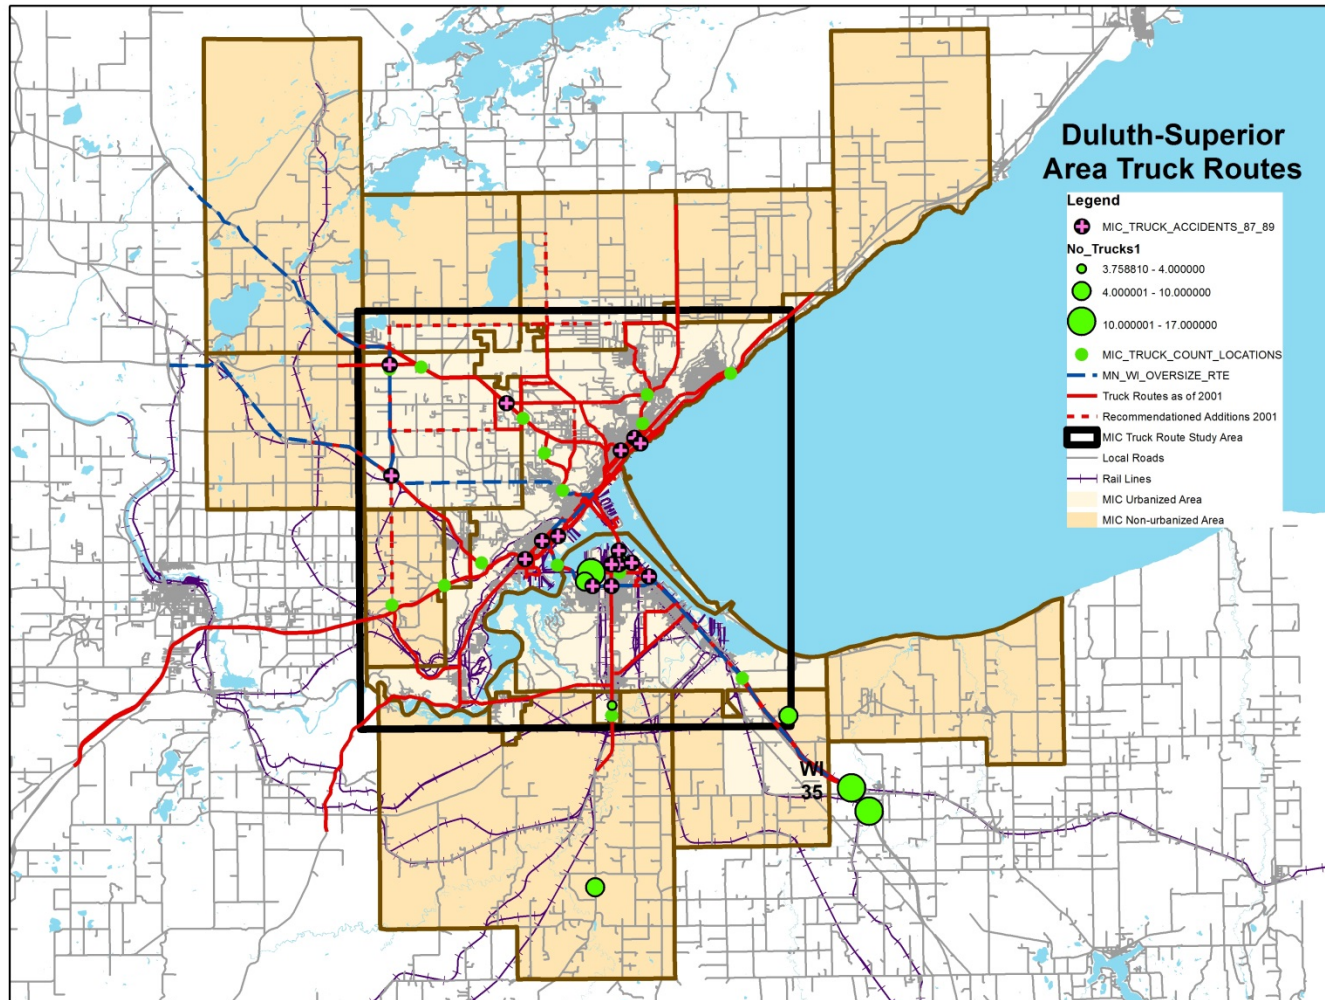 Duluth-Superior
Area Truck Routes
Legend
MIC_TRUCK_ACCIDENTS_87_89
No_Trucks1
3.758810 - 4.000000
4.000001 - 10.000000
10.000001 - 17.000000
MIC_TRUCK_COUNT_LOCATIONS
MN_WI_OVERSIZE_RTE
Truck Routes as of 2001
Recommendationed Additions 2001
MIC Truck Route Study Area
Local Roads
Rail Lines
MIC Urbanized Area
MIC Non-urbanized Area
WI
35